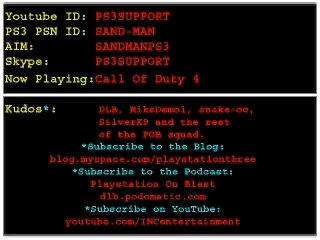 Youtube ID: PS3SUPPORT
PS3 PSN ID: SAND-MAN
AIM: SANDMANPS3
Skype: PS3SUPPORT
Now Playing:Call Of Duty 4
Kudos*: DLB, MikeDemo1, snake-oc,
SilverK9 and the rest
of the POB squad.
*Subscribe to the Blog:
blog.myspace.com/playstationthree
*Subscribe to the Podcast:
Playstation On Blast
dlb.podomatic.com
*Subscribe on YouTube:
youtube.com/INCentertainment